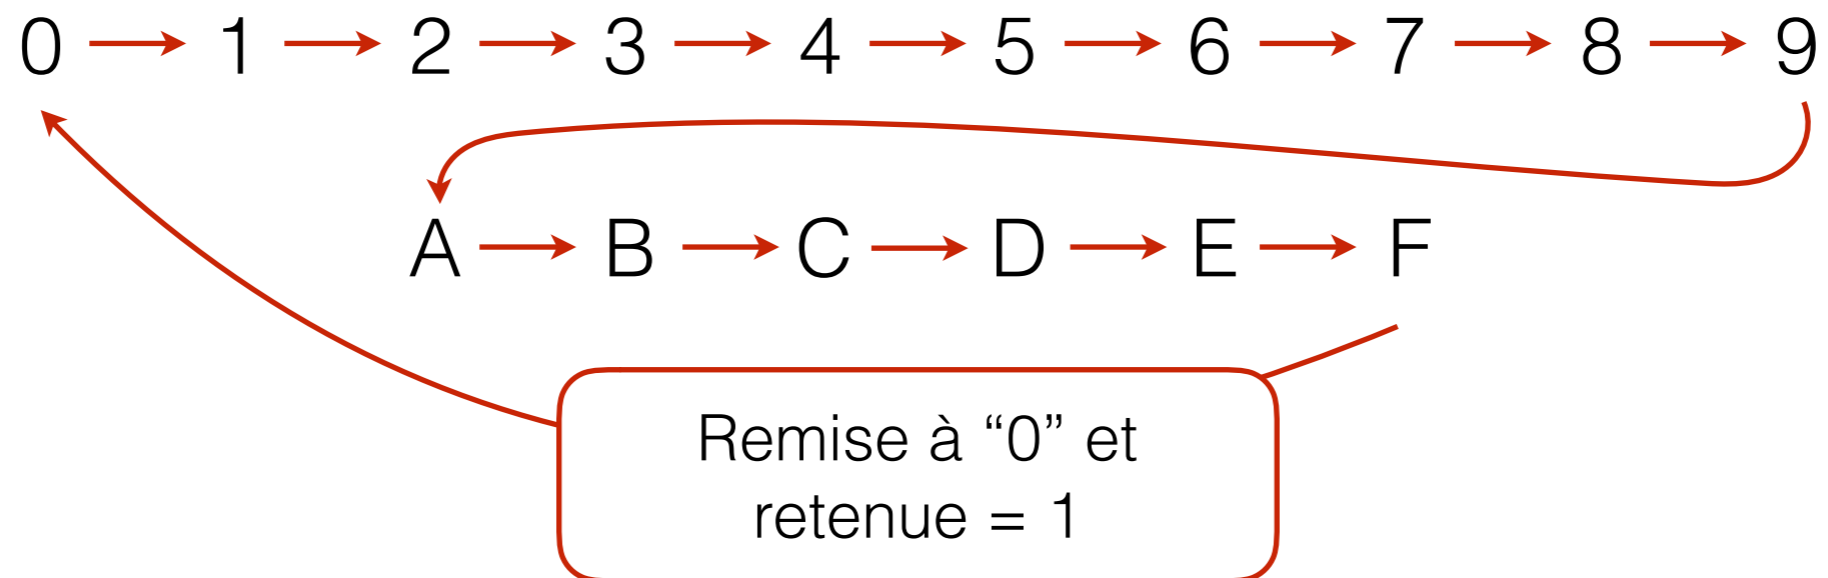 0 → 1 → 2 → 3 → 4 → 5 → 6 → 7 → 8 → 9
A → B → C → D → E → F
Remise à “0” et
retenue = 1